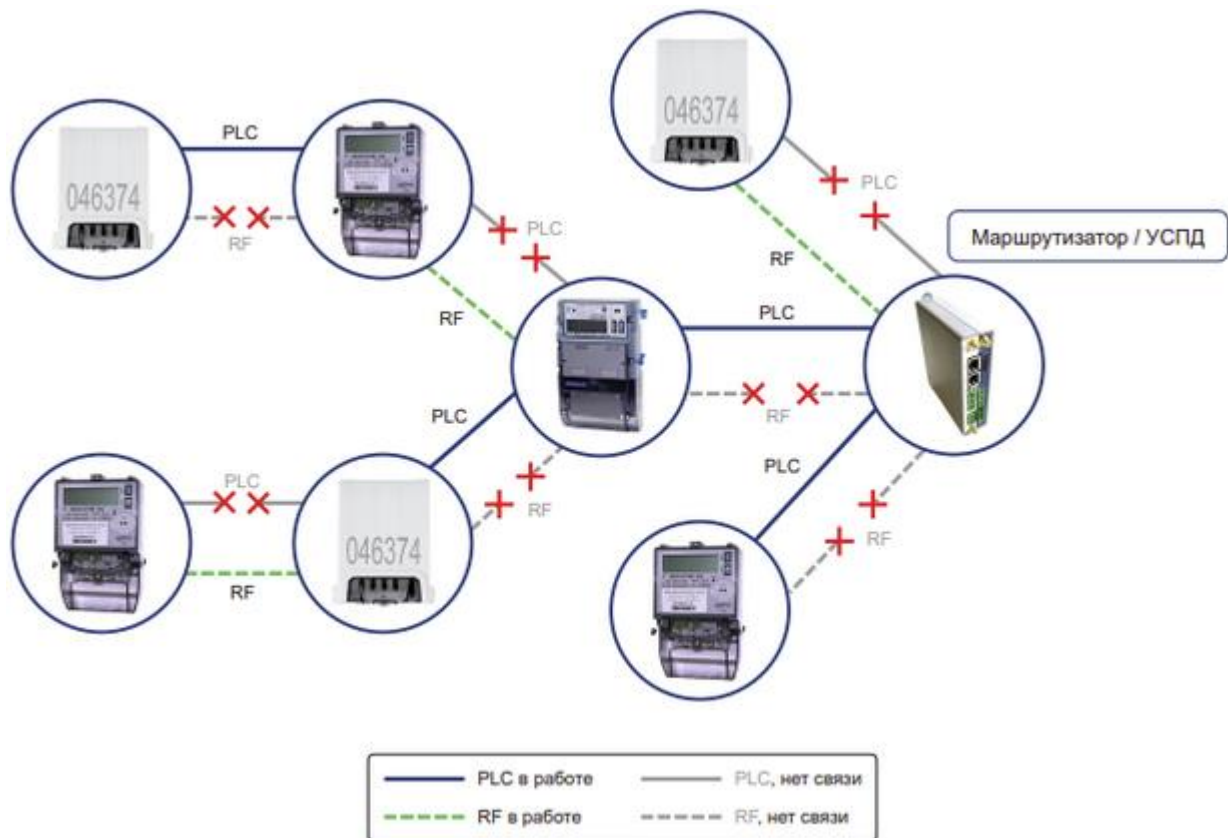 046374
PLC
PLC
046374
RF
PLC
Маршрутизатор / УСПД
RF
RF
PLC
PLC
RF
PLC
PLC
RF
PLC
046374
RF
RF
PLC в работе
PLC, нет связи
RF в работе
RF, нет связи